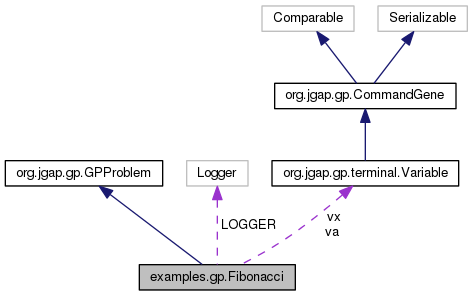 Comparable
Serializable
org.jgap.gp.CommandGene
org.jgap.gp.GPProblem
Logger
org.jgap.gp.terminal.Variable
LOGGER
vx
va
examples.gp.Fibonacci